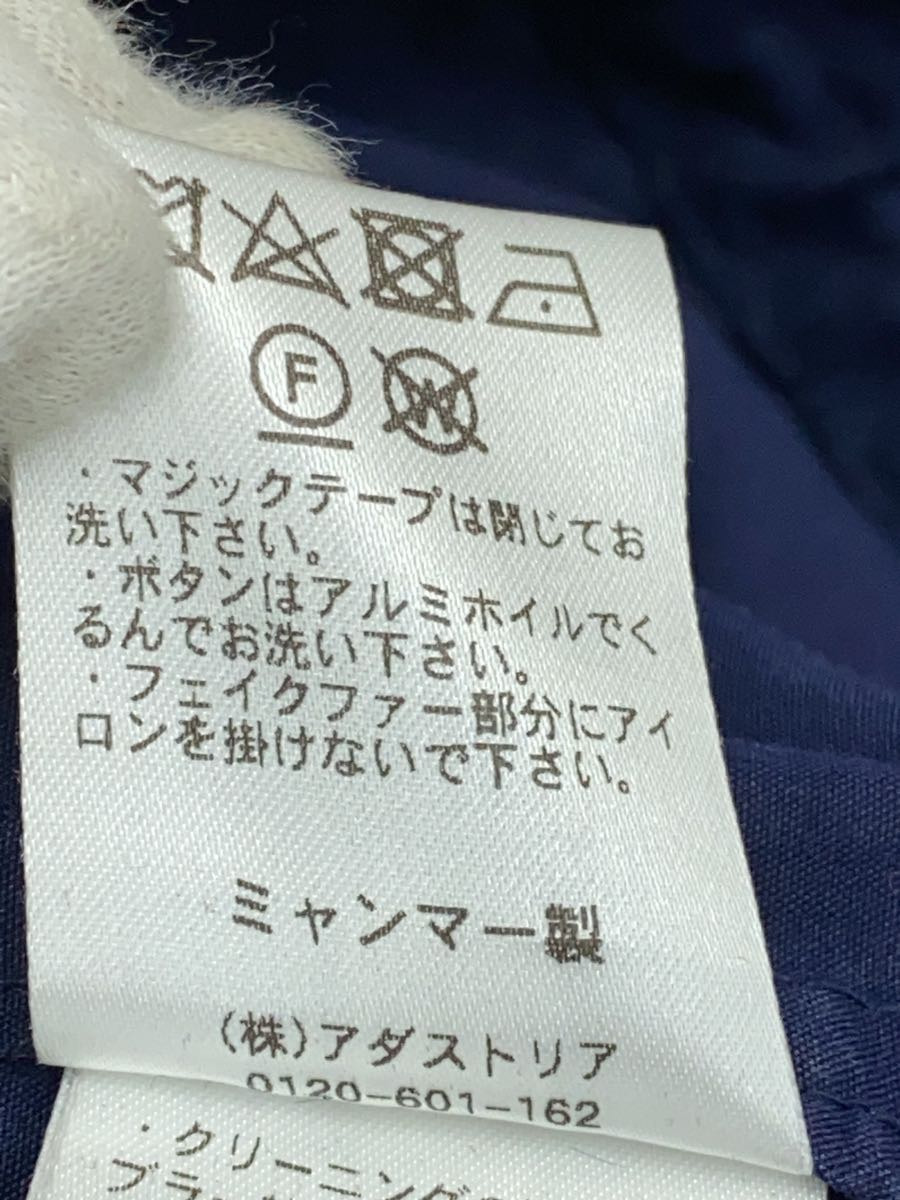 F W
・マジックテープは閉じてお
洗い下さい。
・ボタンはアルミホイルでく
るんでお洗い下さい。
・フェイクファー部分にアイ
ロンを掛けないで下さい。
ミャンマー製
(株)アダストリア
0120-601-162
・クリーニング